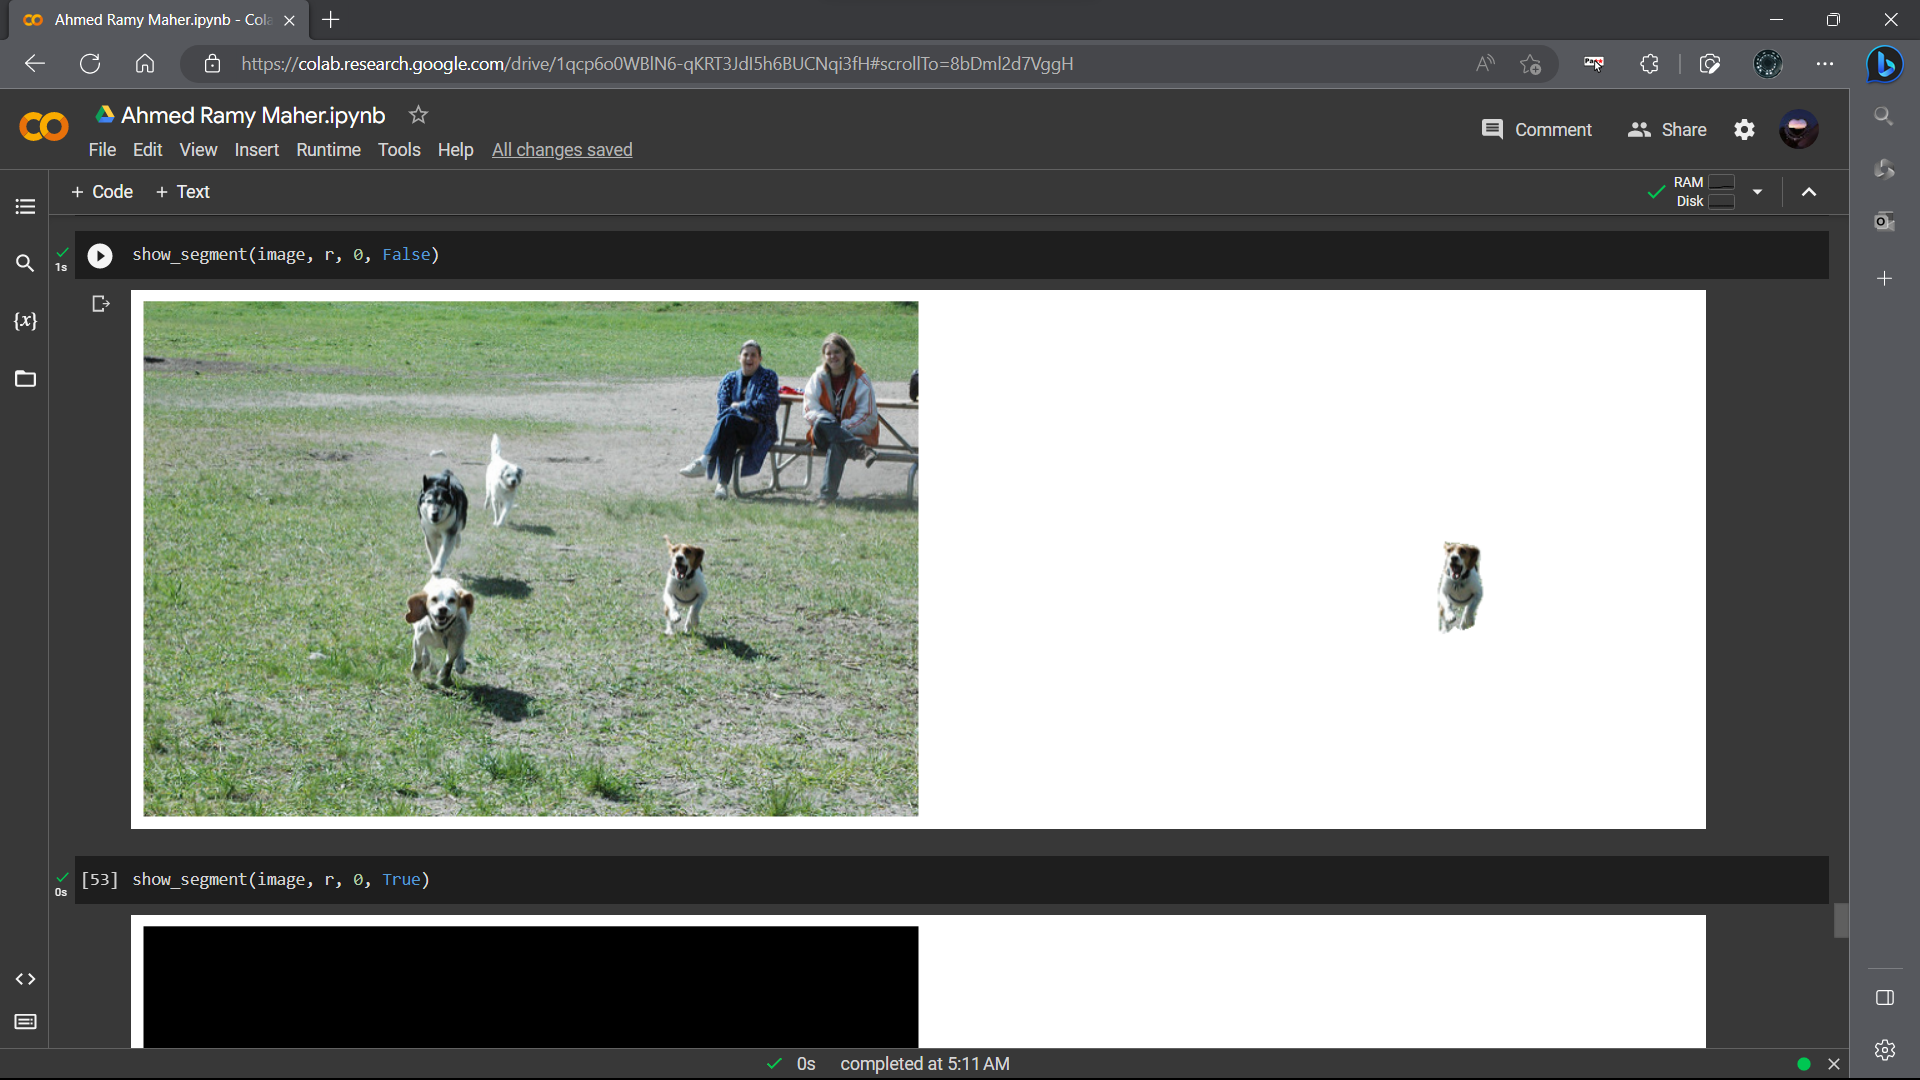 Ahmed Ramy Maher.ipynb - Cola
https://colab.research.google.com/drive/1qcp6o0WBlN6-qKRT3JdI5h6BUCNqi3fH#scrollTo=8bDml2d7VggH
Ahmed Ramy Maher.ipynb
Comment
Share
File Edit View Insert Runtime Tools Help All changes saved
+ Code + Text
RAM
Disk
show_segment(image, r, 0, False)
1s
{x}
[53] show_segment(image, r, 0, True)
0s
0s completed at 5:11 AM